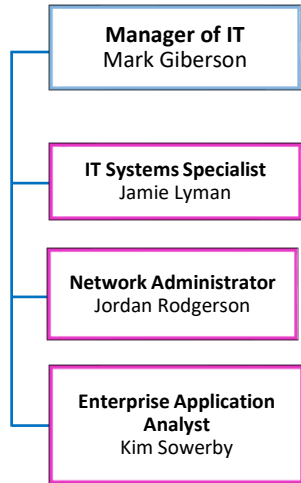 Manager of IT
Mark Giberson
IT Systems Specialist
Jamie Lyman
Network Administrator
Jordan Rodgerson
Enterprise Application
Analyst
Kim Sowerby